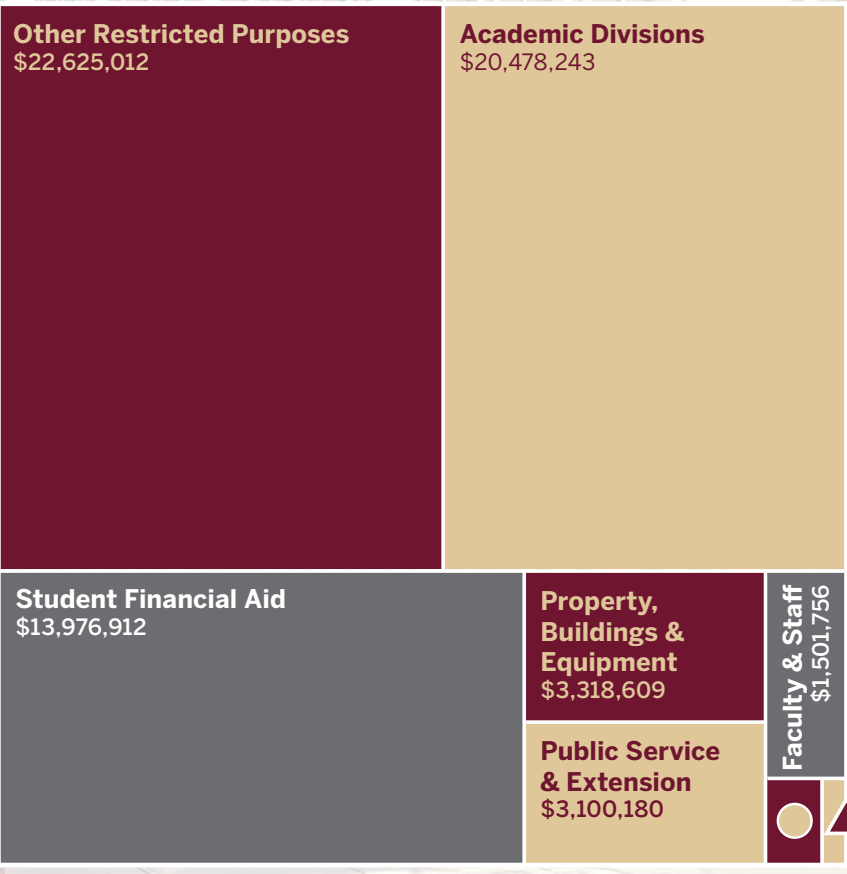 Other Restricted Purposes
$22,625,012
Academic Divisions
$20,478,243
Student Financial Aid
$13,976,912
Property,
Buildings &
Equipment
$3,318,609
Public Service
& Extension
$3,100,180
Faculty & Staff
$1,501,756